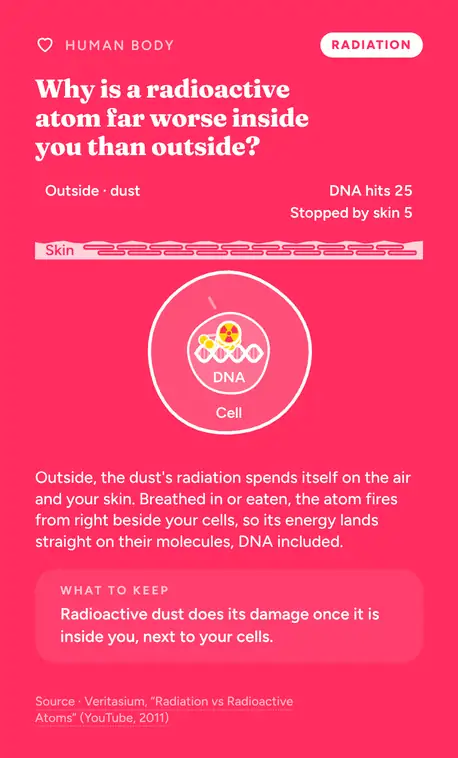 HUMAN BODY
RADIATION
Why is a radioactive
atom far worse inside
you than outside?
Outside · dust
DNA hits 25
Stopped by skin 5
Skin
DNA
Cell
Outside, the dust's radiation spends itself on the air
and your skin. Breathed in or eaten, the atom fires
from right beside your cells, so its energy lands
straight on their molecules, DNA included.
WHAT TO KEEP
Radioactive dust does its damage once it is
inside you, next to your cells.
Source · Veritasium, “Radiation vs Radioactive
Atoms” (YouTube, 2011)